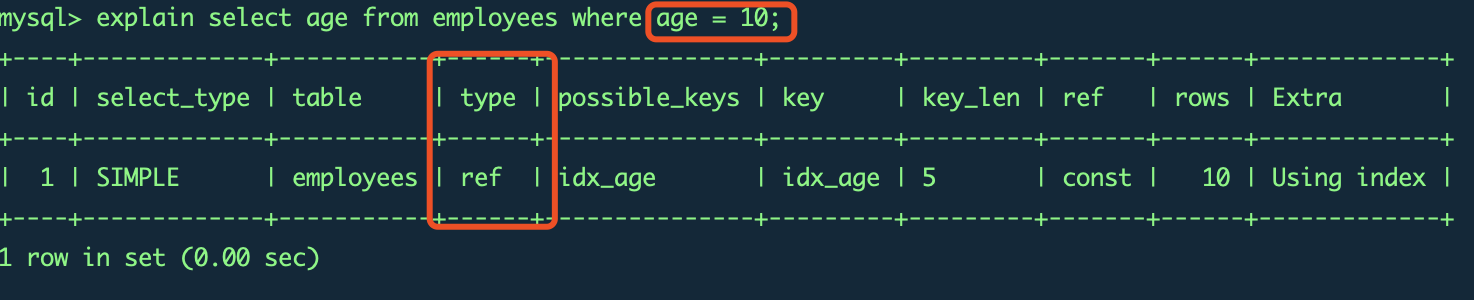 mysql> explain select age from employees where age = 10;
+----+-------------+-----------+------+---------------+---------+---------+-------+------+-------------+
| id | select_type | table     | type | possible_keys | key     | key_len | ref   | rows | Extra       |
+----+-------------+-----------+------+---------------+---------+---------+-------+------+-------------+
|  1 | SIMPLE      | employees | ref  | idx_age       | idx_age | 5       | const |   10 | Using index |
+----+-------------+-----------+------+---------------+---------+---------+-------+------+-------------+
1 row in set (0.00 sec)